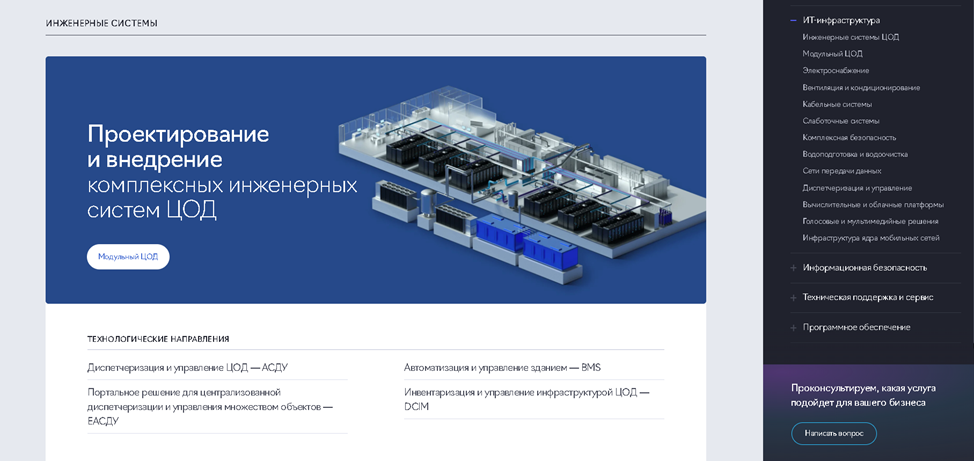 ИНЖЕНЕРНЫЕ СИСТЕМЫ
Проектирование
и внедрение
комплексных инженерных
систем ЦОД
Модульный ЦОД
ТЕХНОЛОГИЧЕСКИЕ НАПРАВЛЕНИЯ
Диспетчеризация и управление ЦОД — АСДУ
Портальное решение для централизованной
диспетчеризации и управления множеством объектов —
ЕАСДУ
Автоматизация и управление зданием — BMS
Инвентаризация и управление инфраструктурой ЦОД —
DCIM
ИТ-инфраструктура
Инженерные системы ЦОД
Модульный ЦОД
Электроснабжение
Вентиляция и кондиционирование
Кабельные системы
Слаботочные системы
Комплексная безопасность
Водоподготовка и водоочистка
Сети передачи данных
Диспетчеризация и управление
Вычислительные и облачные платформы
Голосовые и мультимедийные решения
Инфраструктура ядра мобильных сетей
Информационная безопасность
Техническая поддержка и сервис
Программное обеспечение
Проконсультируем, какая услуга
подойдет для вашего бизнеса
Написать вопрос